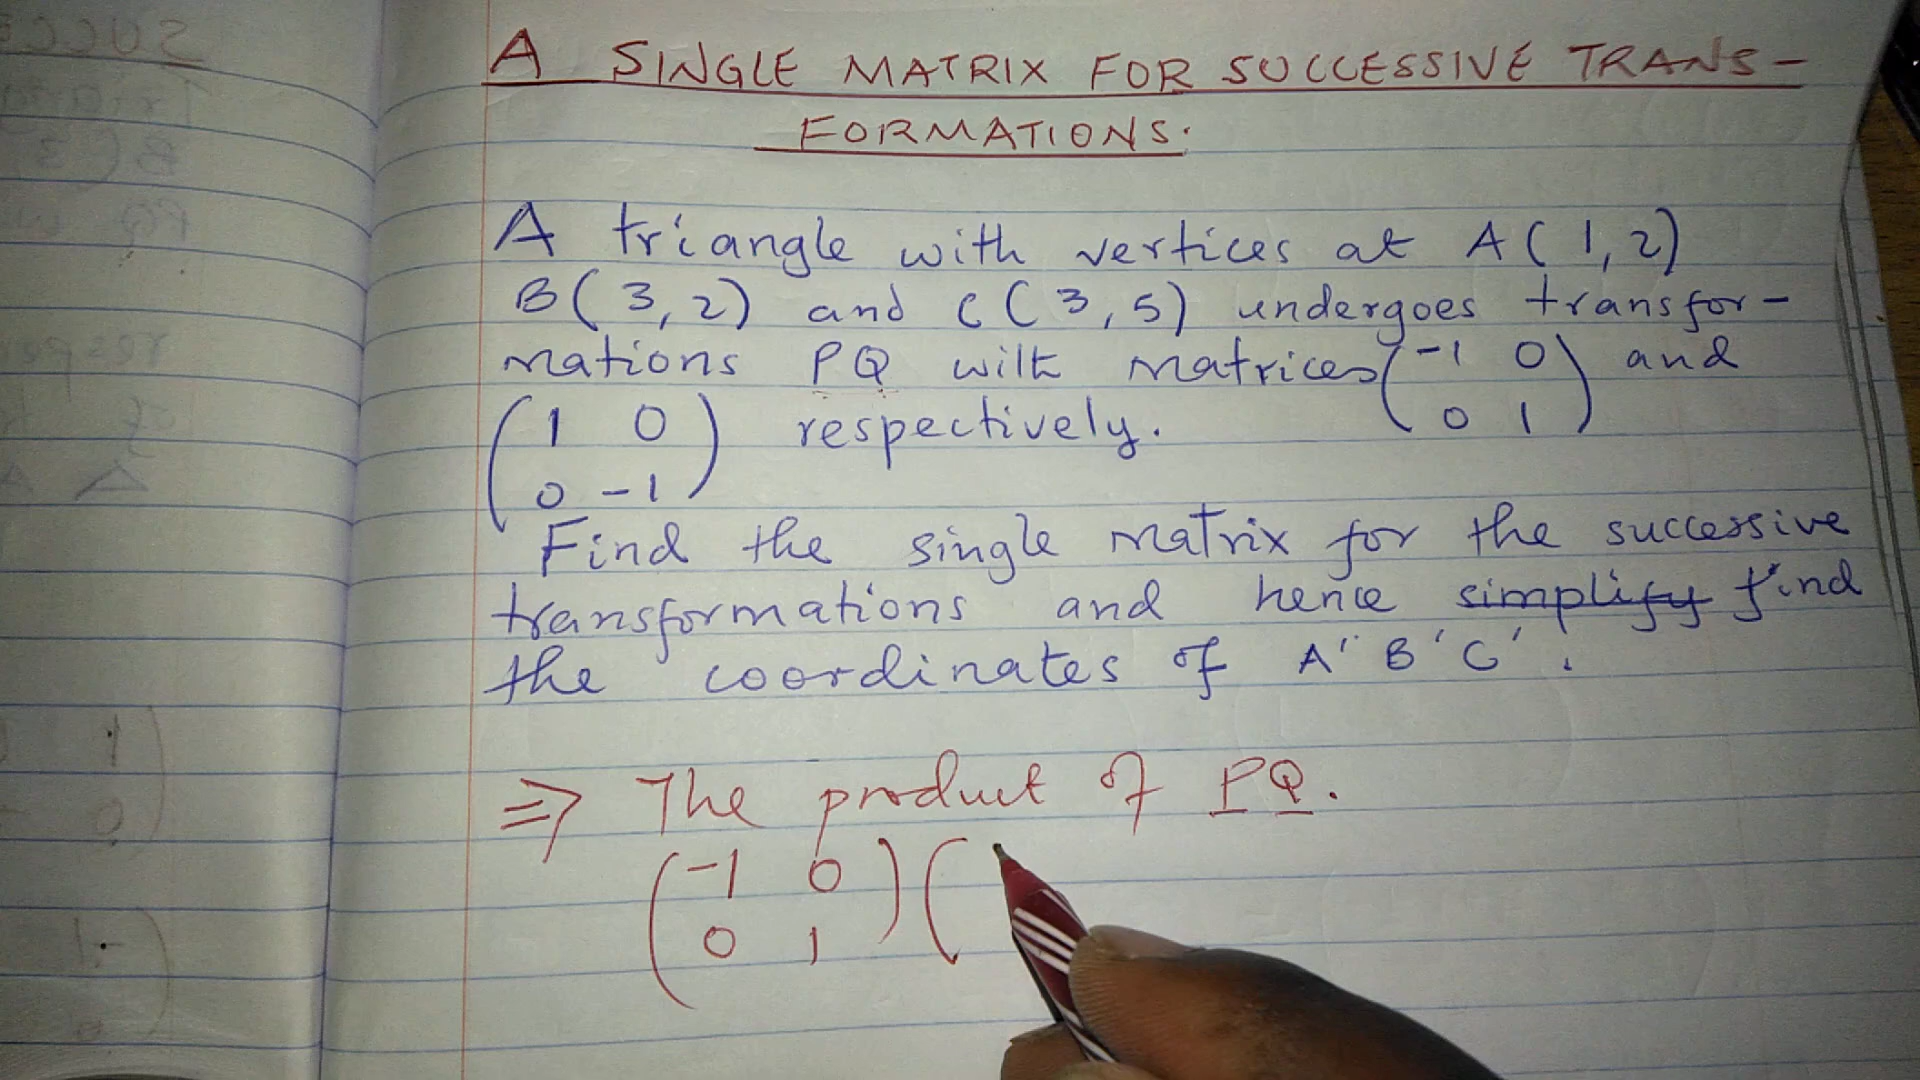 A SINGLE MATRIX FOR SUCCESSIVE TRANS-
FORMATIONS.
A triangle with vertices at A(1,2)
B(3,2) and C(3,5) undergoes transfor-
mations PQ with matrices (-1 0 and
0 1)
(1 0 respectively.
0 -1)
Find the single matrix for the successive
transformations and hence simplify find
the coordinates of A' B' C'.
⇒ The product of PQ.
(-1 0) (
0 1